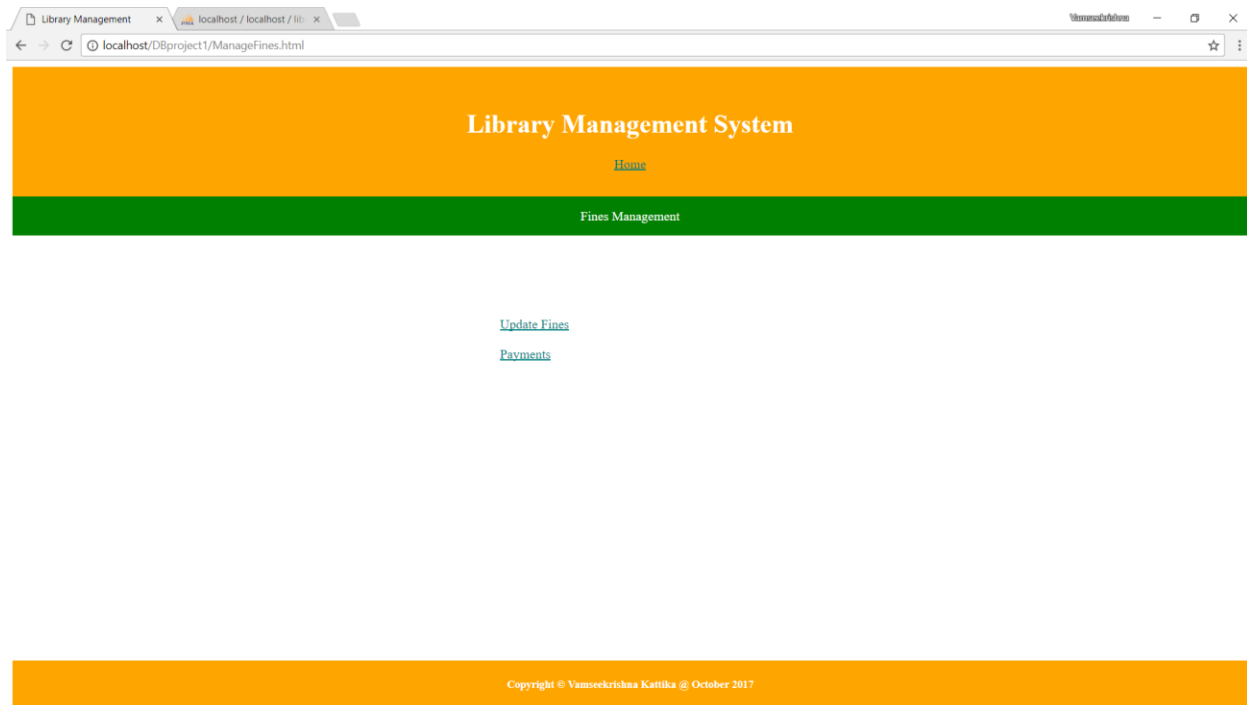 Library Management
localhost / localhost / lib
Vamseekrishna
localhost/DBproject1/ManageFines.html
Library Management System
Home
Fines Management
Update Fines
Payments
Copyright © Vamseekrishna Kattika @ October 2017